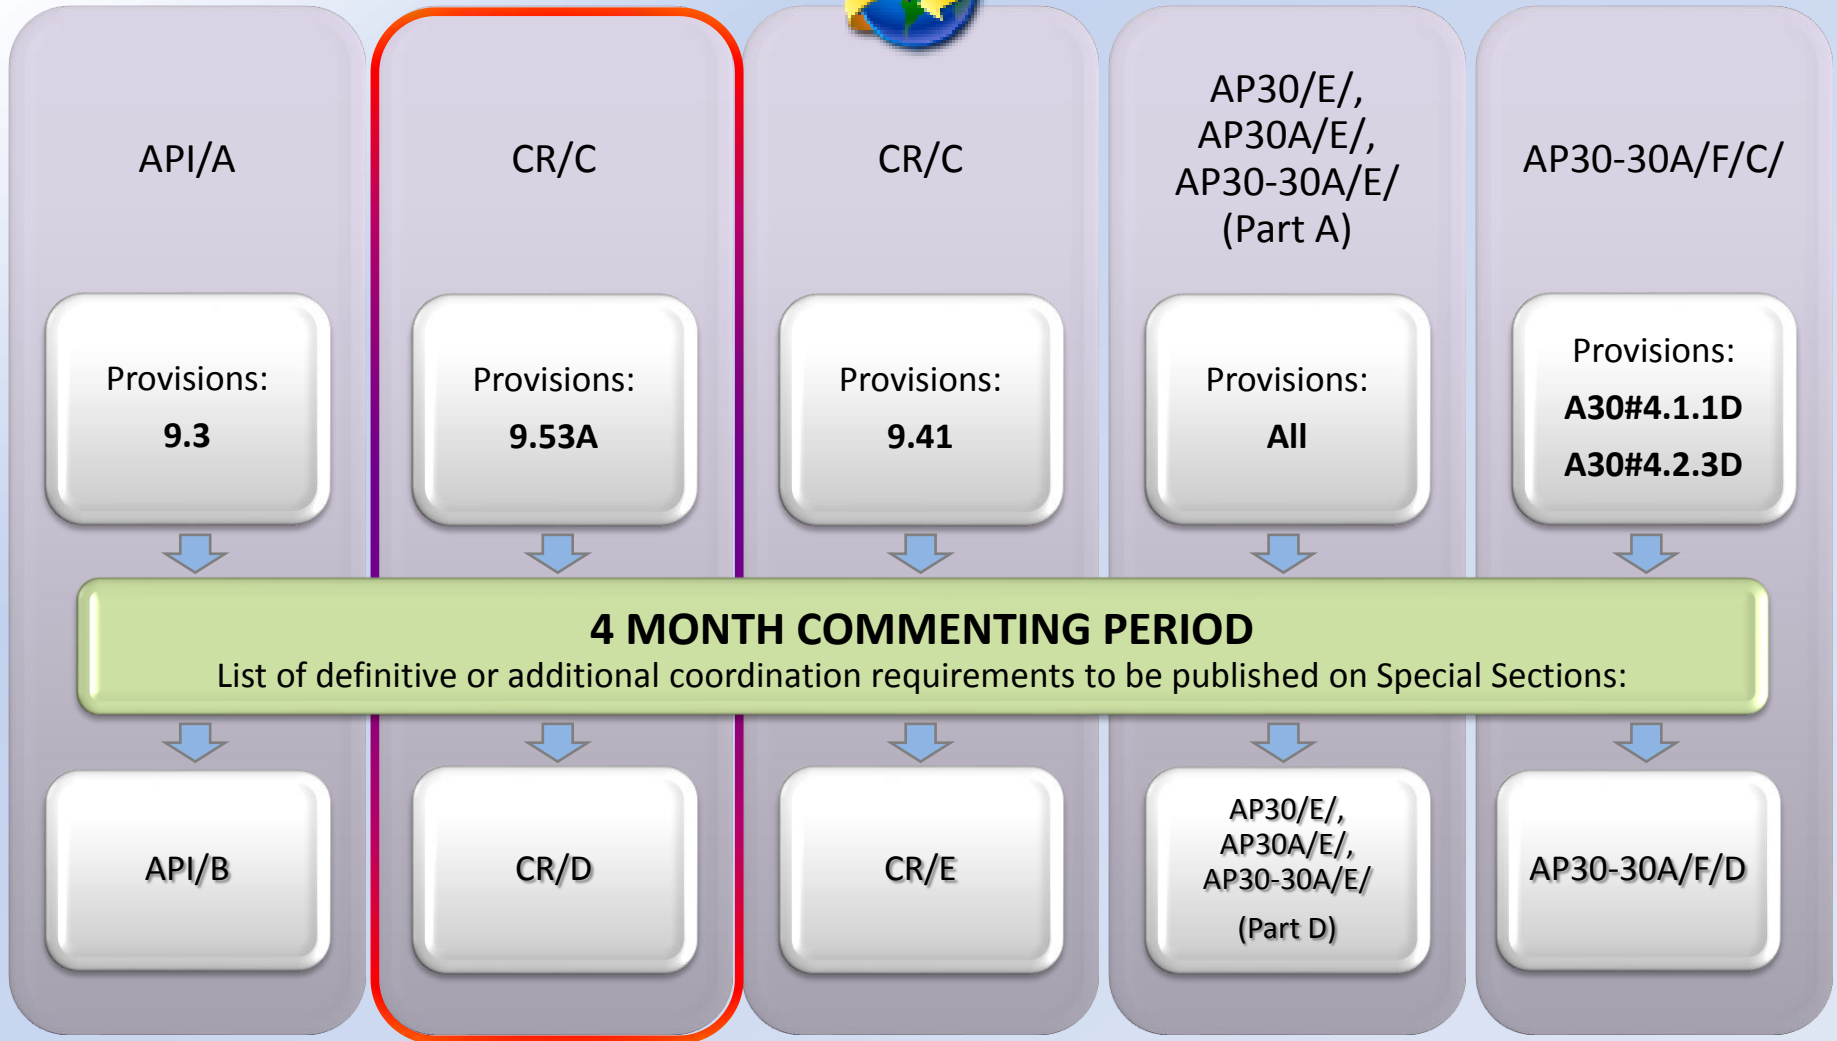 API/A
CR/C
CR/C
AP30/E/,
AP30A/E/,
AP30-30A/E/
(Part A)
AP30-30A/F/C/
Provisions:
9.3
Provisions:
9.53A
Provisions:
9.41
Provisions:
All
Provisions:
A30#4.1.1D
A30#4.2.3D
4 MONTH COMMENTING PERIOD
List of definitive or additional coordination requirements to be published on Special Sections:
API/B
CR/D
CR/E
AP30/E/,
AP30A/E/,
AP30-30A/E/
(Part D)
AP30-30A/F/D